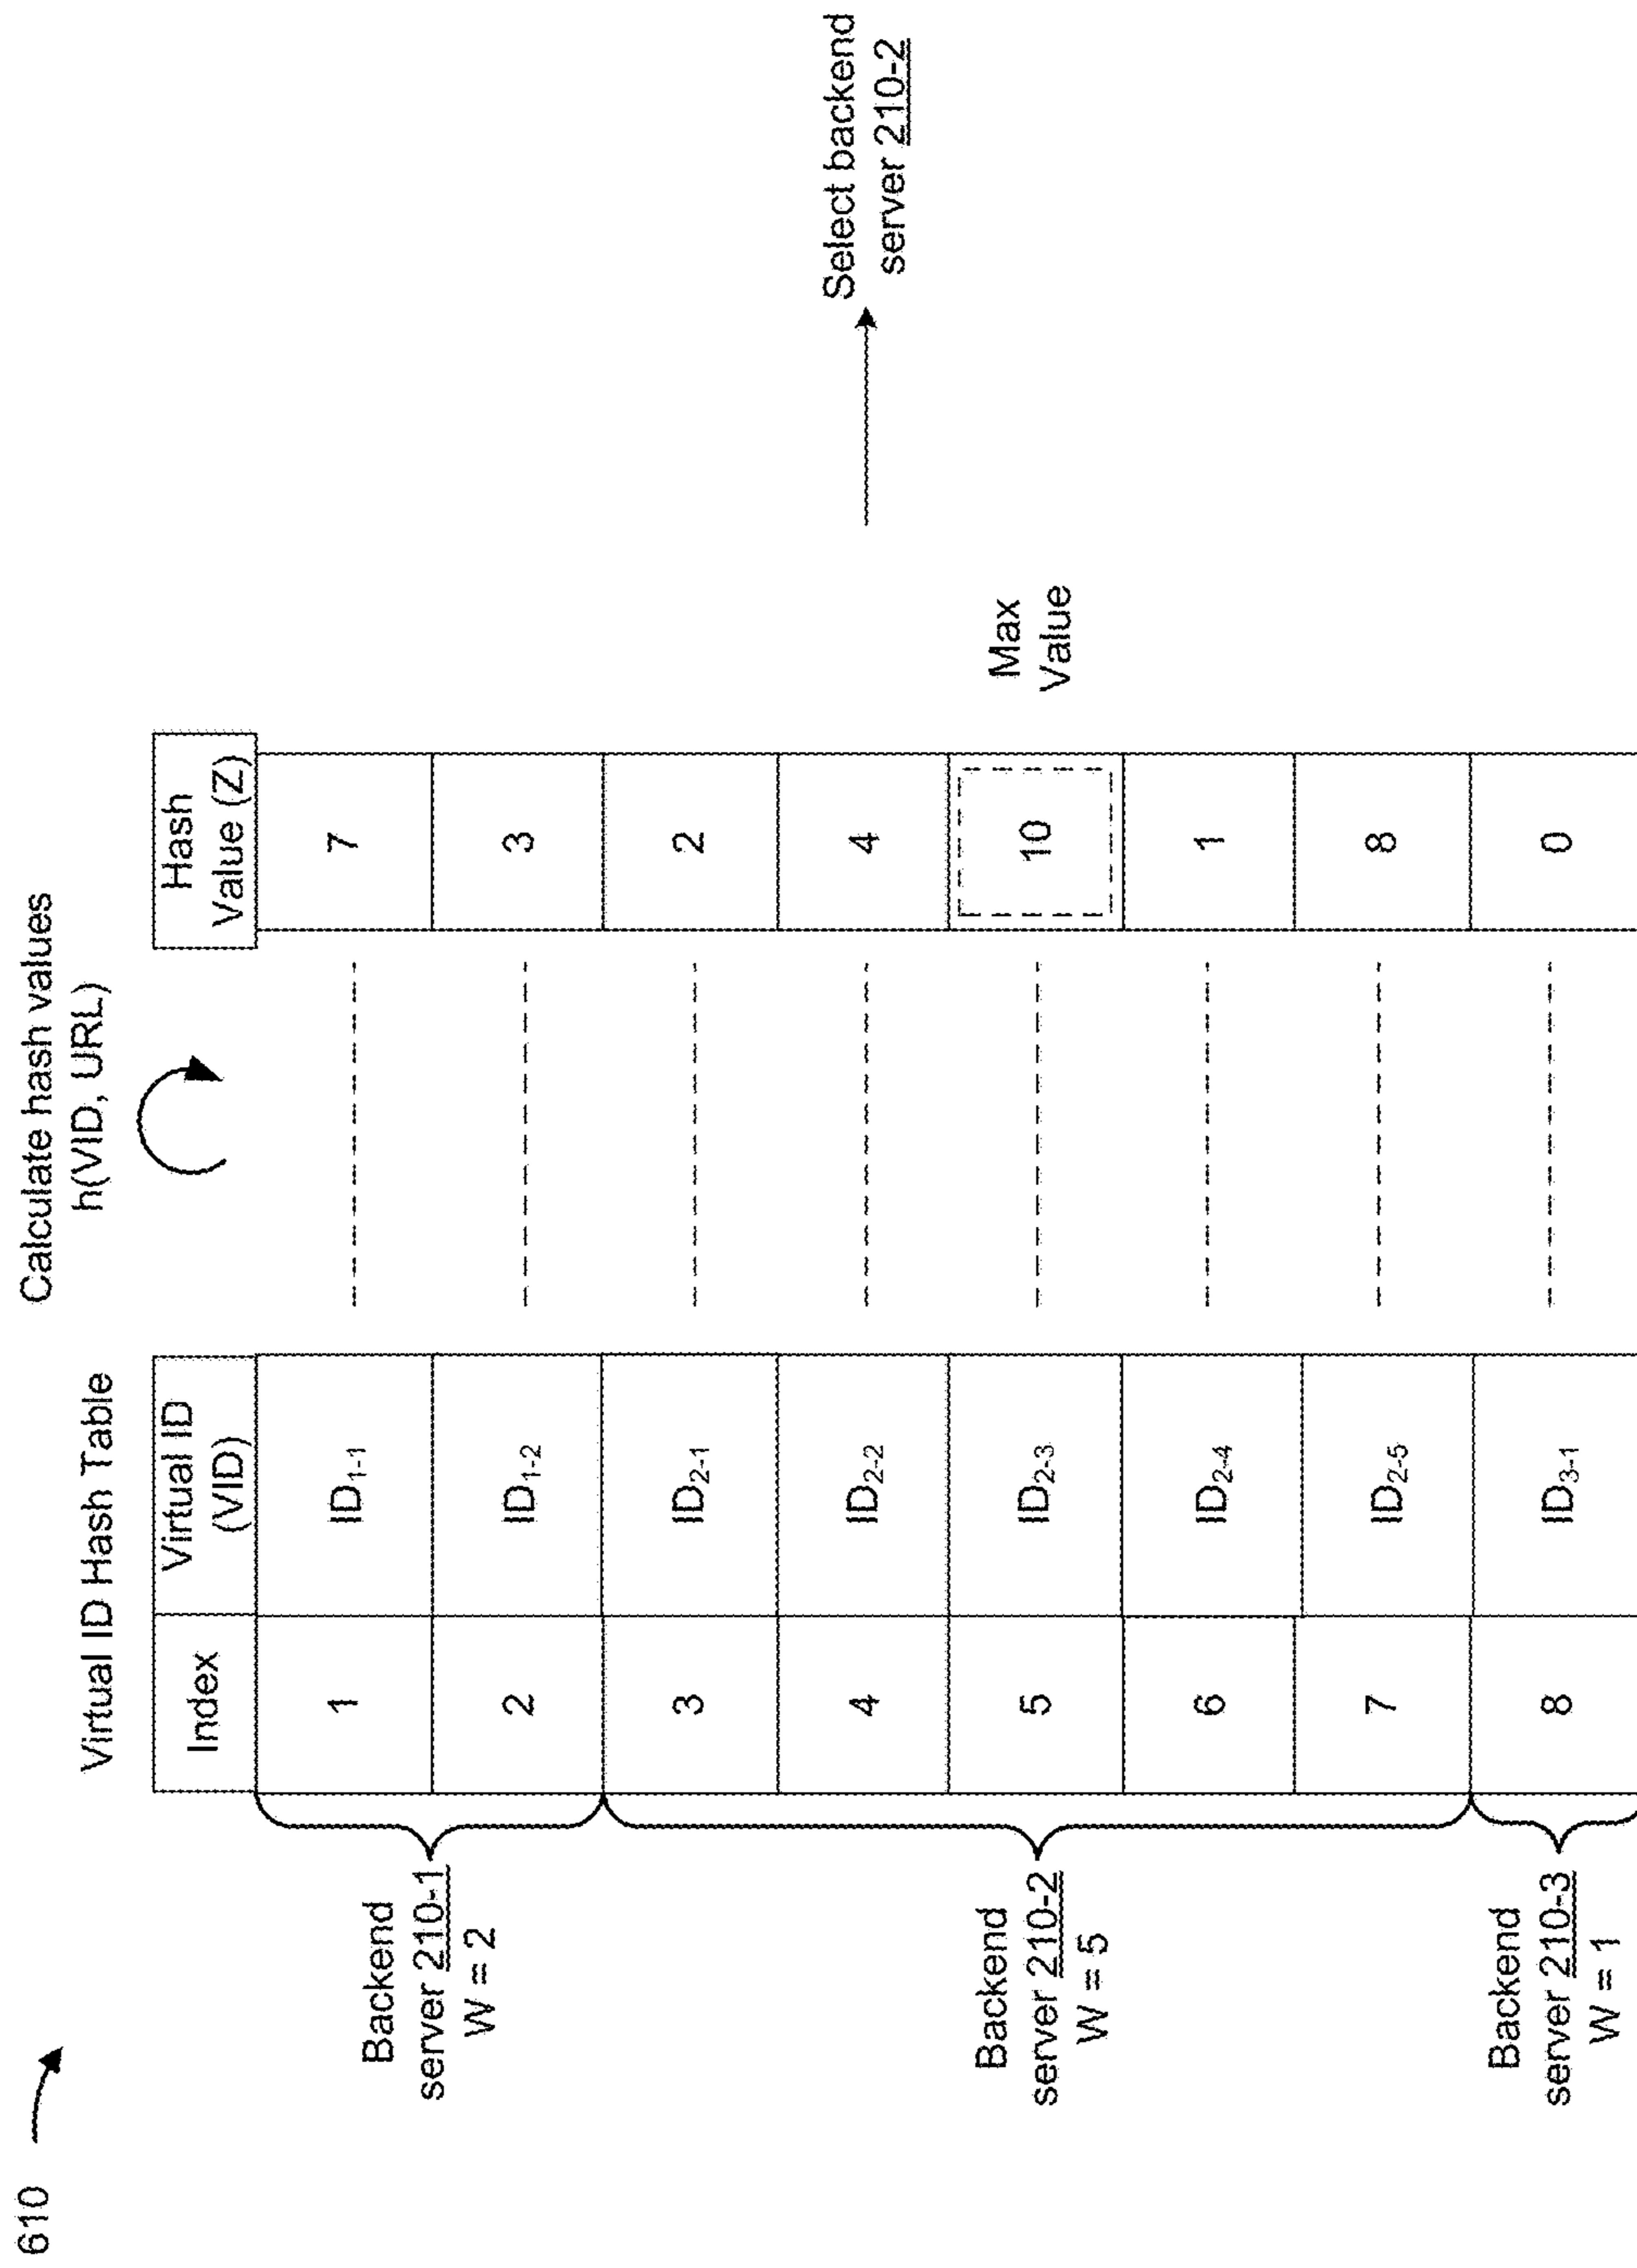 610
Calculate hash values
h(VID, URL)
Virtual ID Hash Table
Index
Virtual ID
(VID)
Hash
Value (Z)
Backend
server 210-1
W = 2
1
ID1-1
7
2
ID1-2
3
Backend
server 210-2
W = 5
3
ID2-1
2
4
ID2-2
4
5
ID2-3
10
Max
Value
Select backend
server 210-2
6
ID2-4
1
7
ID2-5
8
Backend
server 210-3
W = 1
8
ID3-1
0